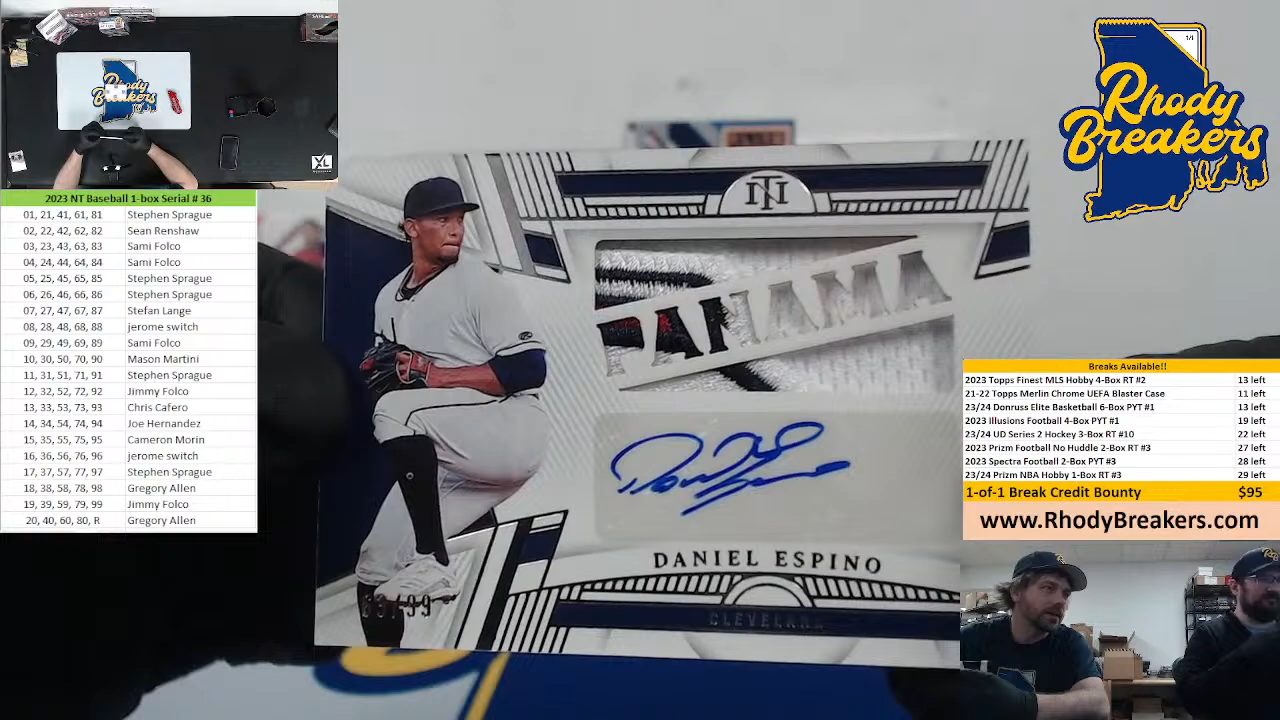 Rhody
Breakers
XL
2023 NT Baseball 1-box Serial # 36
01, 21, 41, 61, 81 Stephen Sprague
02, 22, 42, 62, 82 Sean Renshaw
03, 23, 43, 63, 83 Sami Folco
04, 24, 44, 64, 84 Sami Folco
05, 25, 45, 65, 85 Stephen Sprague
06, 26, 46, 66, 86 Stephen Sprague
07, 27, 47, 67, 87 Stefan Lange
08, 28, 48, 68, 88 jerome switch
09, 29, 49, 69, 89 Sami Folco
10, 30, 50, 70, 90 Mason Martini
11, 31, 51, 71, 91 Stephen Sprague
12, 32, 52, 72, 92 Jimmy Folco
13, 33, 53, 73, 93 Chris Cafero
14, 34, 54, 74, 94 Joe Hernandez
15, 35, 55, 75, 95 Cameron Morin
16, 36, 56, 76, 96 jerome switch
17, 37, 57, 77, 97 Stephen Sprague
18, 38, 58, 78, 98 Gregory Allen
19, 39, 59, 79, 99 Jimmy Folco
20, 40, 60, 80, R Gregory Allen
NT
PANAMA
DANIEL ESPINO
CLEVELAND
1/1
Rhody
Breakers
Breaks Available!!
2023 Topps Finest MLS Hobby 4-Box RT #2 13 left
21-22 Topps Merlin Chrome UEFA Blaster Case 11 left
23/24 Donruss Elite Basketball 6-Box PYT #1 13 left
2023 Illusions Football 4-Box PYT #1 19 left
23/24 UD Series 2 Hockey 3-Box RT #10 22 left
2023 Prizm Football No Huddle 2-Box RT #3 27 left
2023 Spectra Football 2-Box PYT #3 28 left
23/24 Prizm NBA Hobby 1-Box RT #3 29 left
1-of-1 Break Credit Bounty $95
www.RhodyBreakers.com